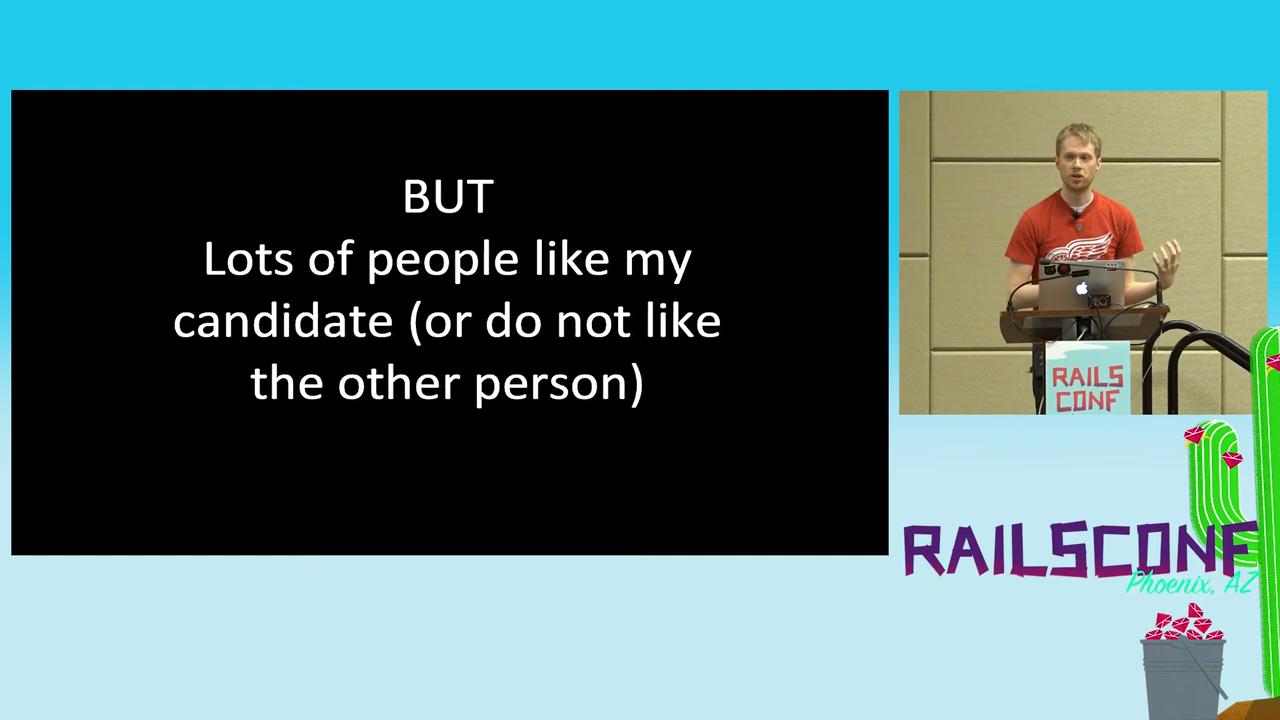 BUT
Lots of people like my
candidate (or do not like
the other person)
RAILS
CONF
RAILSCONF
Phoenix, AZ